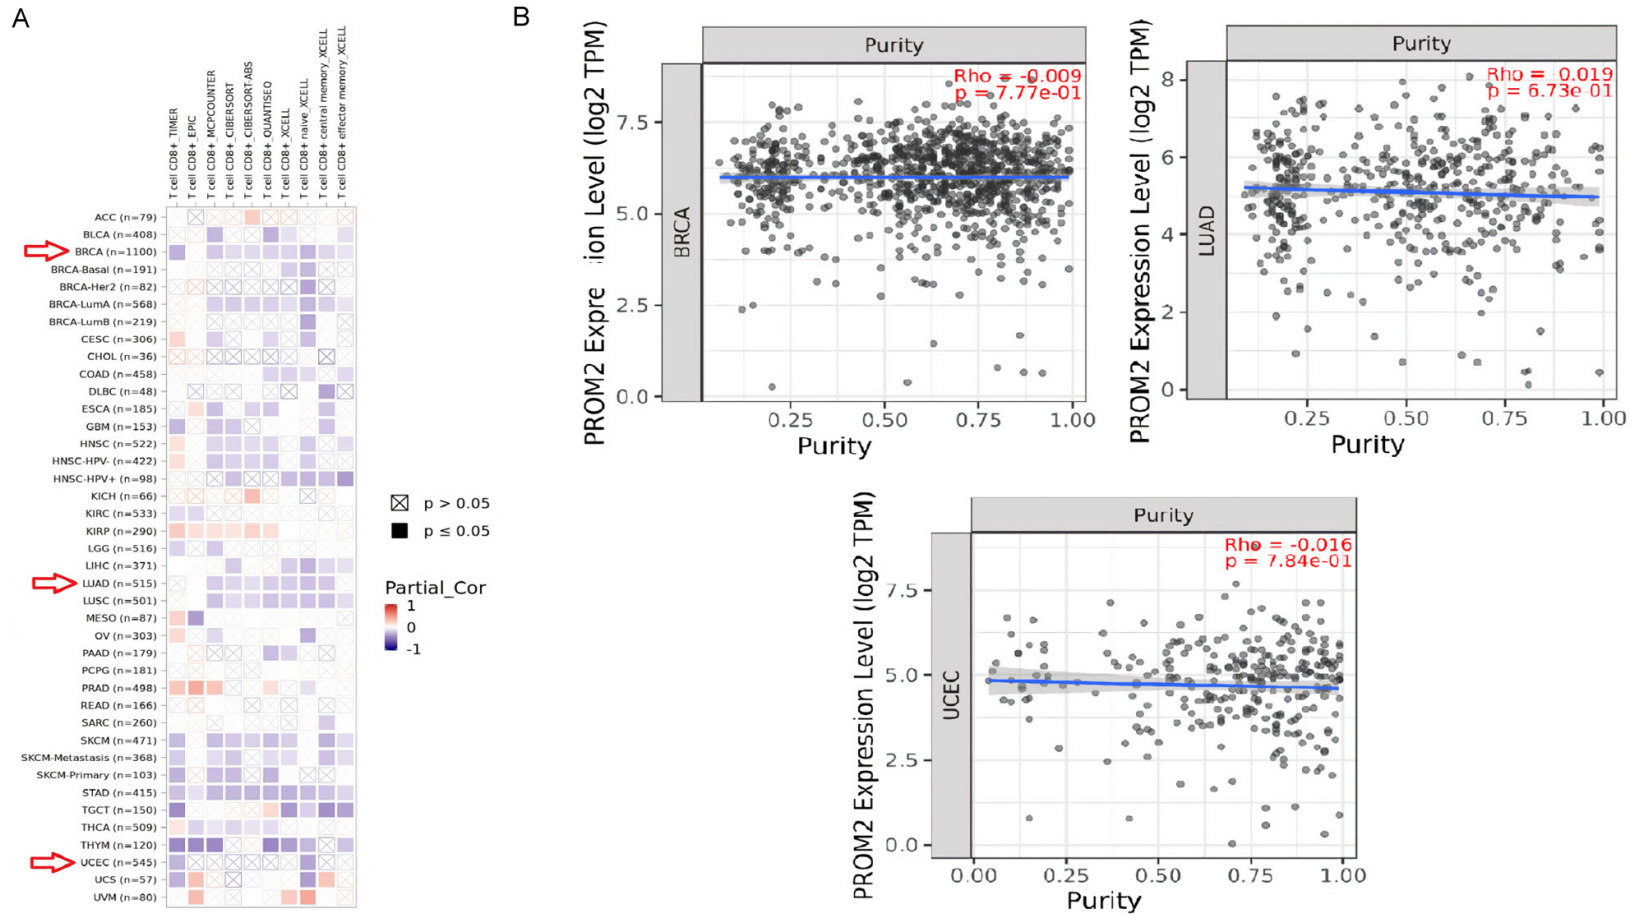 A
T cell CD8+_TIMER
T cell CD8+_EPIC
T cell CD8+_MCPCOUNTER
T cell CD8+_CIBERSORT
T cell CD8+_CIBERSORT-ABS
T cell CD8+_QUANTISEQ
T cell CD8+_XCELL
T cell CD8+ naive_XCELL
T cell CD8+ central memory_XCELL
T cell CD8+ effector memory_XCELL
ACC (n=79)
BLCA (n=408)
BRCA (n=1100)
BRCA-Basal (n=191)
BRCA-Her2 (n=82)
BRCA-LumA (n=568)
BRCA-LumB (n=219)
CESC (n=306)
CHOL (n=36)
COAD (n=458)
DLBC (n=48)
ESCA (n=185)
GBM (n=153)
HNSC (n=522)
HNSC-HPV- (n=422)
HNSC-HPV+ (n=98)
KICH (n=66)
KIRC (n=533)
KIRP (n=290)
LGG (n=516)
LIHC (n=371)
LUAD (n=515)
LUSC (n=501)
MESO (n=87)
OV (n=303)
PAAD (n=179)
PCPG (n=181)
PRAD (n=498)
READ (n=166)
SARC (n=260)
SKCM (n=471)
SKCM-Metastasis (n=368)
SKCM-Primary (n=103)
STAD (n=415)
TGCT (n=150)
THCA (n=509)
THYM (n=120)
UCEC (n=545)
UCS (n=57)
UVM (n=80)
p > 0.05
p ≤ 0.05
Partial_Cor
1
0
-1
B
Purity
Rho = -0.009
p = 7.77e-01
BRCA
PROM2 Expre ion Level (log2 TPM)
7.5
5.0
2.5
0.0
0.25 0.50 0.75 1.00
Purity
Purity
Rho = -0.019
p = 6.73e-01
LUAD
PROM2 Expression Level (log2 TPM)
8
6
4
2
0
0.25 0.50 0.75 1.00
Purity
Purity
Rho = -0.016
p = 7.84e-01
UCEC
PROM2 Expression Level (log2 TPM)
7.5
5.0
2.5
0.0
0.00 0.25 0.50 0.75 1.00
Purity